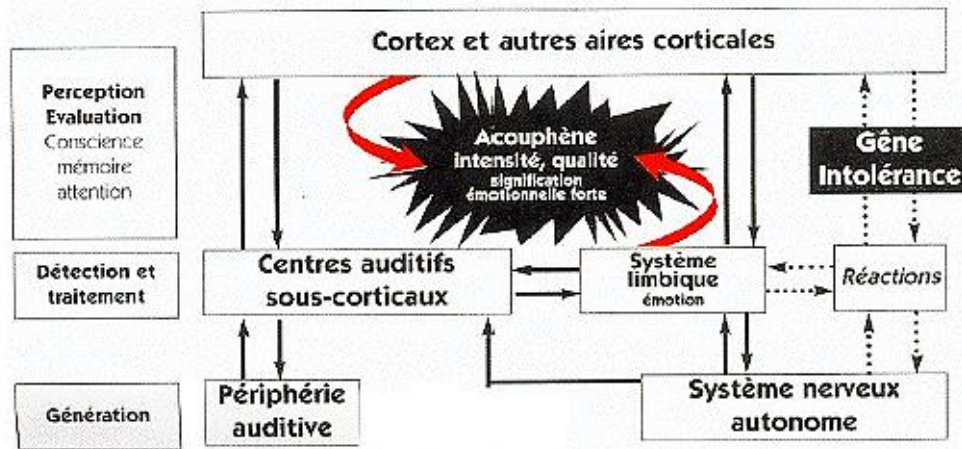 Cortex et autres aires corticales
Perception
Evaluation
Conscience
mémoire
attention
Acouphène
intensité, qualité
signification
émotionnelle forte
Gêne
Intolérance
Détection et
traitement
Centres auditifs
sous-corticaux
Système
limbique
émotion
Réactions
Génération
Périphérie
auditive
Système nerveux
autonome